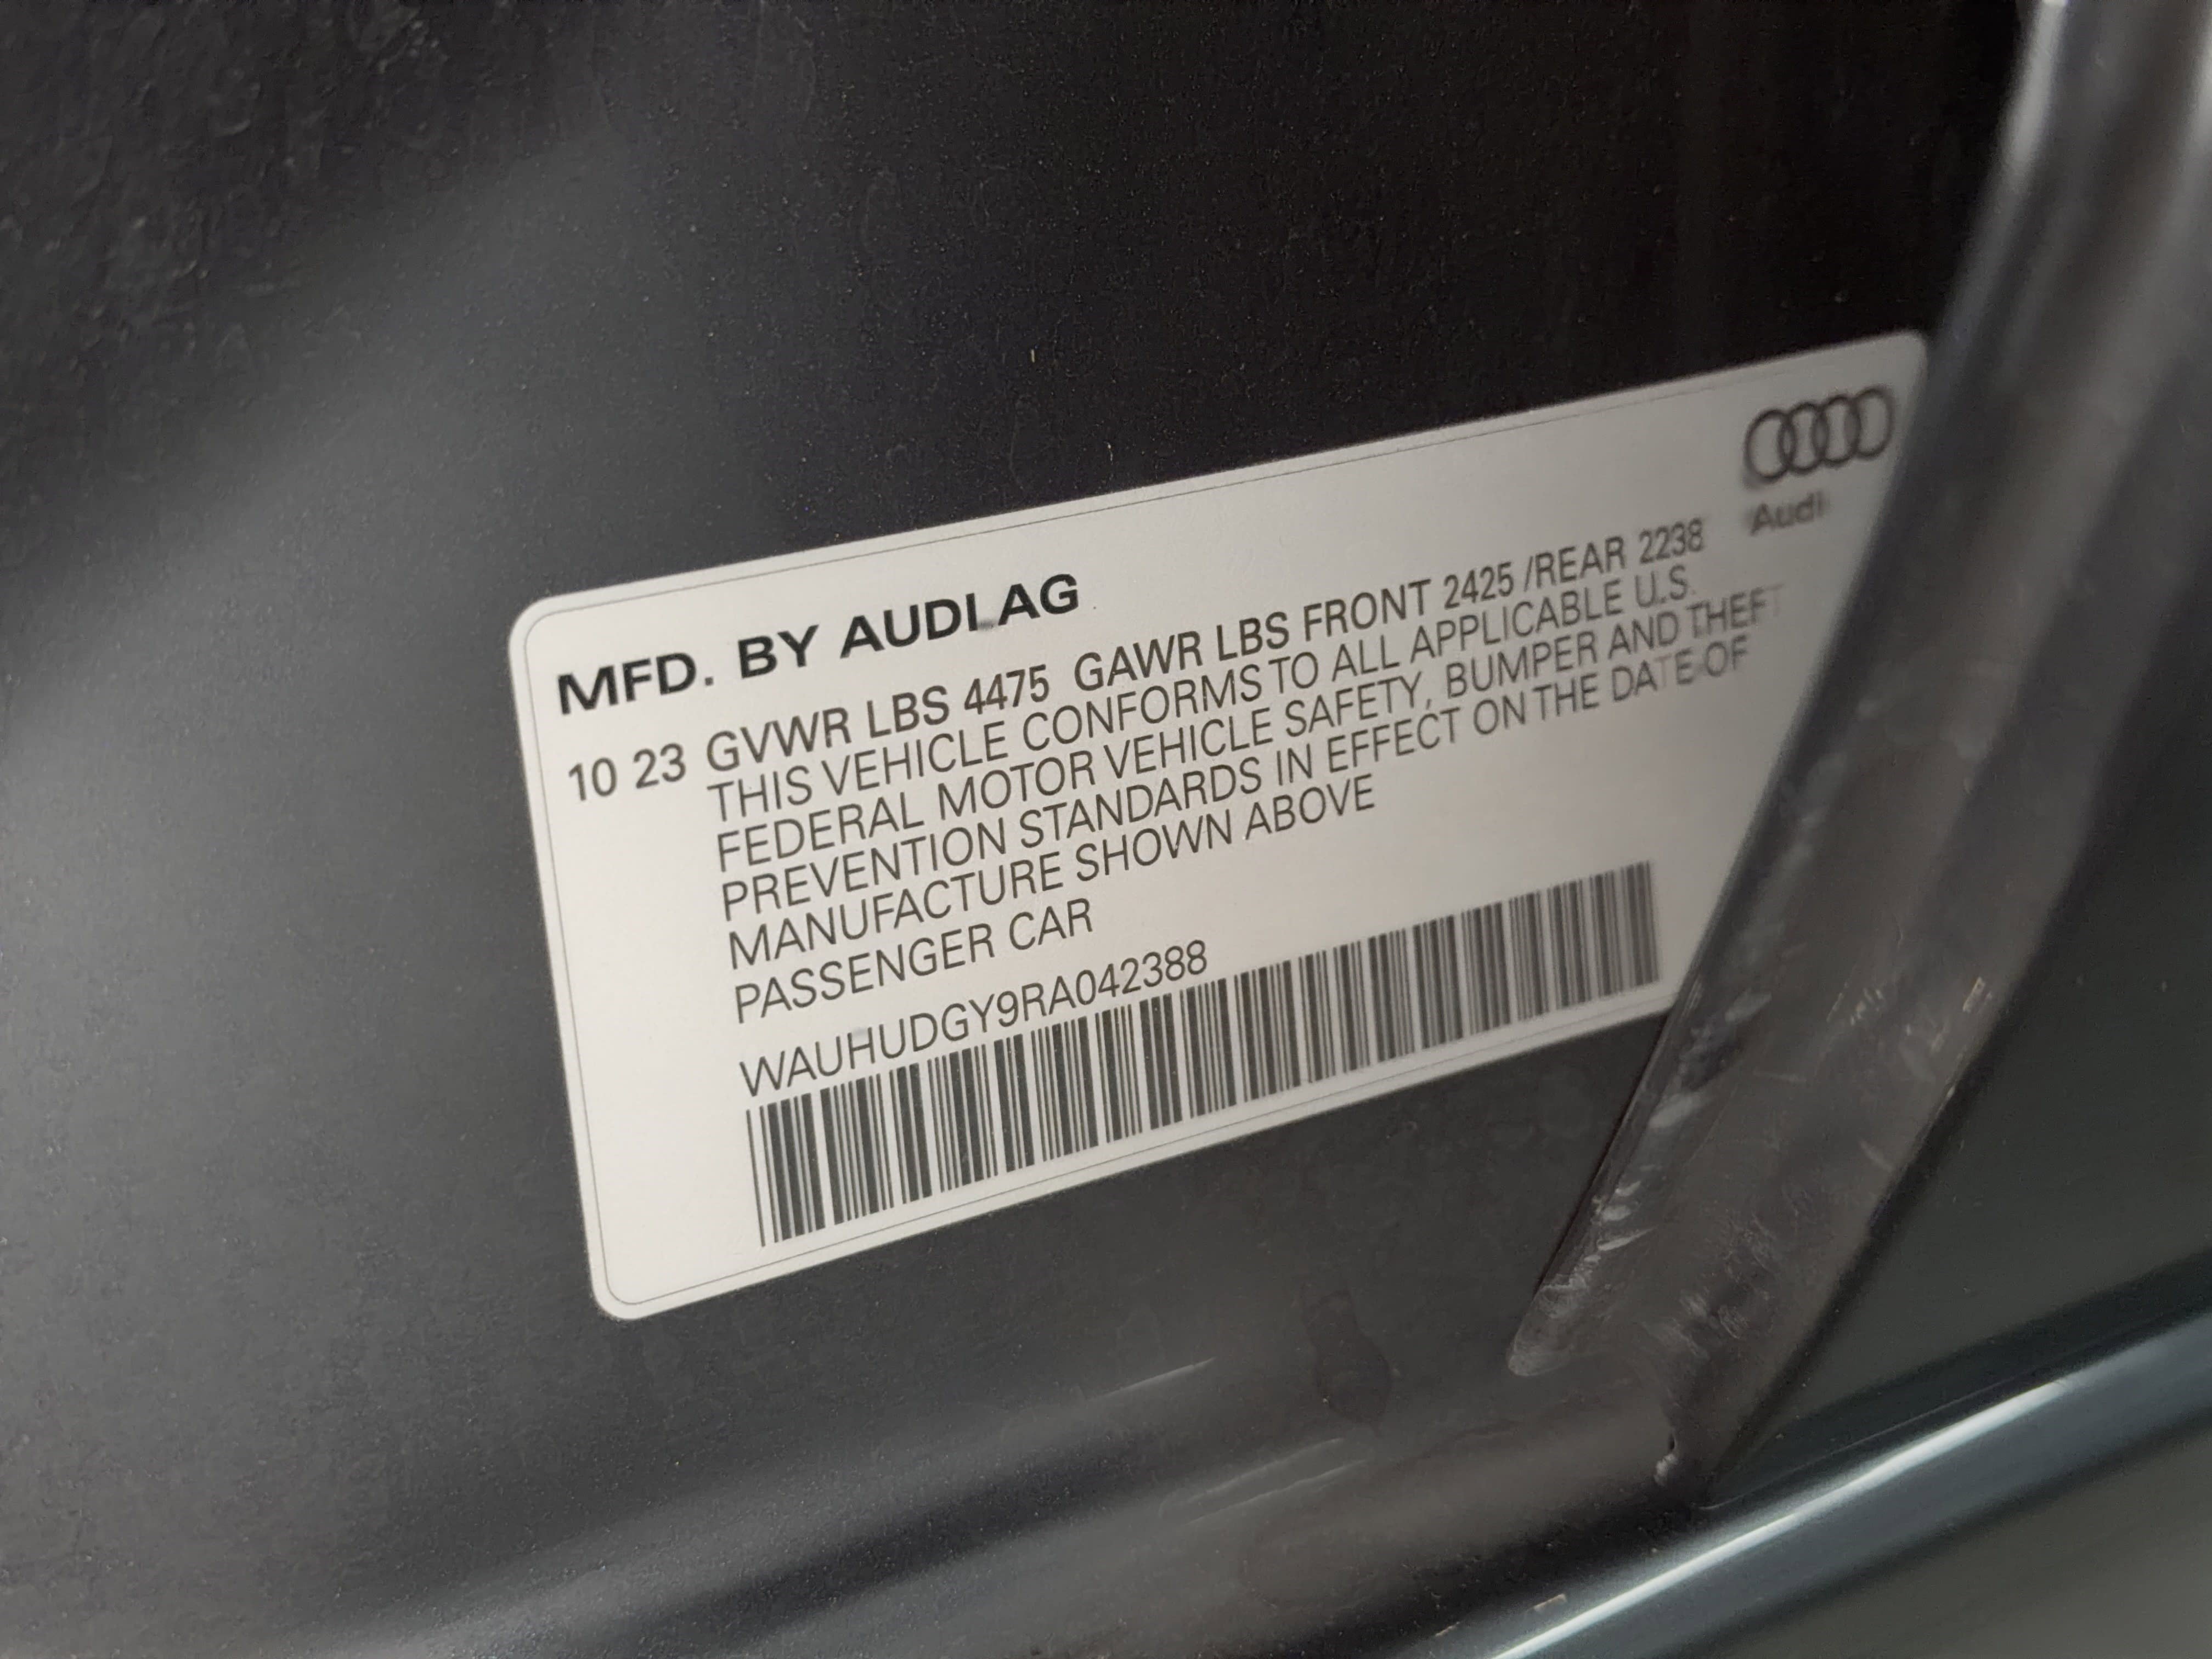 MFD. BY AUDI AG
Audi
10 23 GVWR LBS 4475 GAWR LBS FRONT 2425 /REAR 2238
THIS VEHICLE CONFORMS TO ALL APPLICABLE U.S.
FEDERAL MOTOR VEHICLE SAFETY, BUMPER AND THEFT
PREVENTION STANDARDS IN EFFECT ON THE DATE OF
MANUFACTURE SHOWN ABOVE
PASSENGER CAR
WAUHUDGY9RA042388